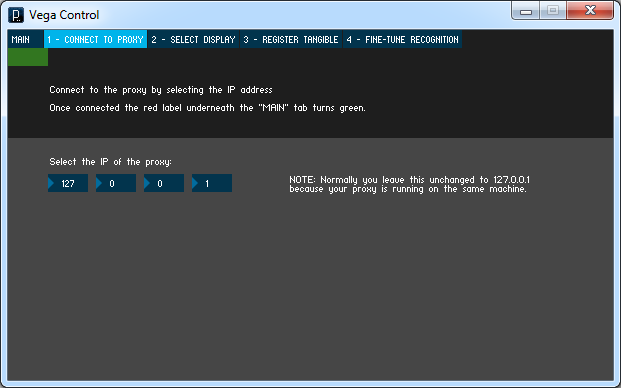 Vega Control
MAIN 1 - CONNECT TO PROXY 2 - SELECT DISPLAY 3 - REGISTER TANGIBLE 4 - FINE-TUNE RECOGNITION
Connect to the proxy by selecting the IP address
Once connected the red label underneath the "MAIN" tab turns green.
Select the IP of the proxy:
127 0 0 1
NOTE: Normally you leave this unchanged to 127.0.0.1
because your proxy is running on the same machine.